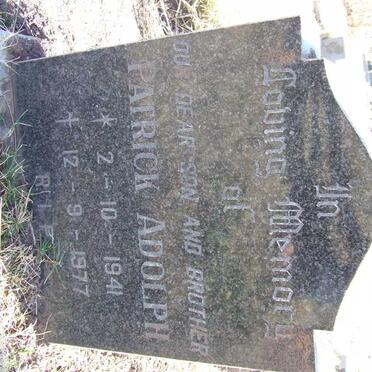 In
Loving Memory
of
OUR DEAR SON AND BROTHER
PATRICK ADOLPH
* 2-10-1941
✝ 12-9-1977